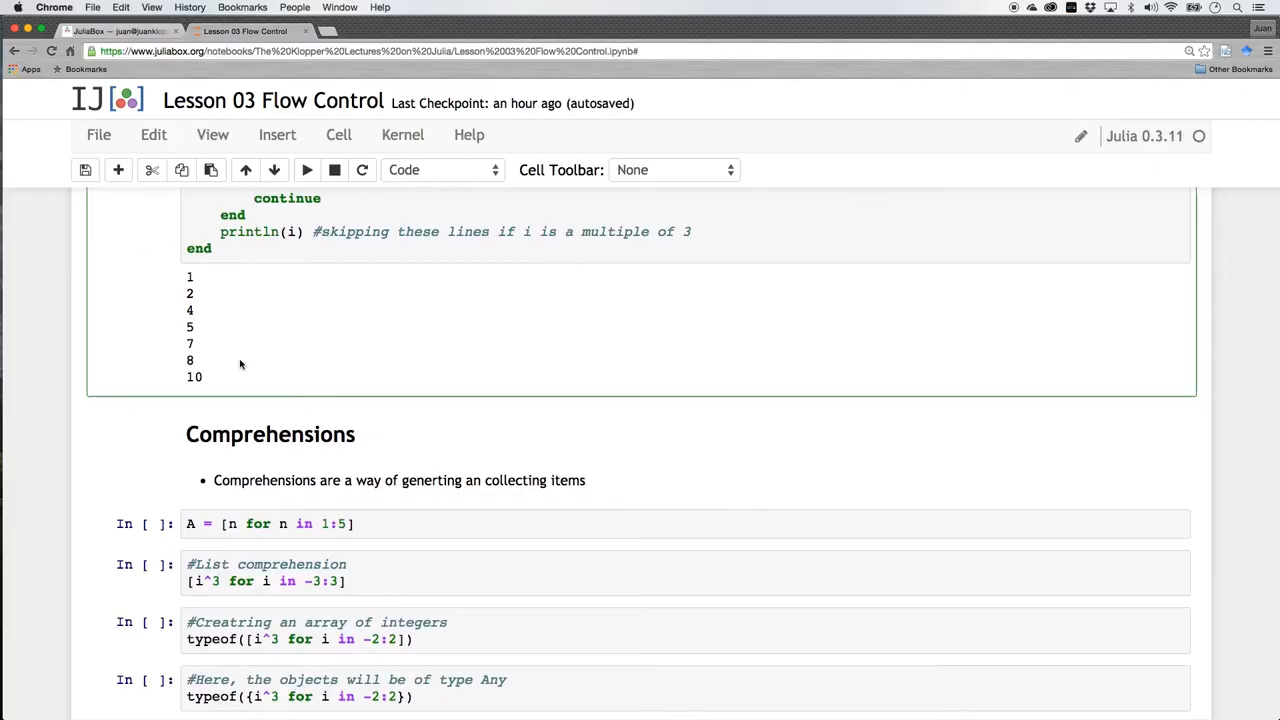 Chrome File Edit View History Bookmarks People Window Help
JuliaBox — juan@juanklop Lesson 03 Flow Control Juan
https://www.juliabox.org/notebooks/The%20Klopper%20Lectures%20on%20Julia/Lesson%2003%20Flow%20Control.ipynb#
Apps Bookmarks Other Bookmarks
IJ[ ] Lesson 03 Flow Control Last Checkpoint: an hour ago (autosaved)
File Edit View Insert Cell Kernel Help Julia 0.3.11
Code Cell Toolbar: None
continue
end
println(i) #skipping these lines if i is a multiple of 3
end
1
2
4
5
7
8
10
Comprehensions
• Comprehensions are a way of generting an collecting items
In [ ]: A = [n for n in 1:5]
In [ ]: #List comprehension
[i^3 for i in -3:3]
In [ ]: #Creatring an array of integers
typeof([i^3 for i in -2:2])
In [ ]: #Here, the objects will be of type Any
typeof({i^3 for i in -2:2})